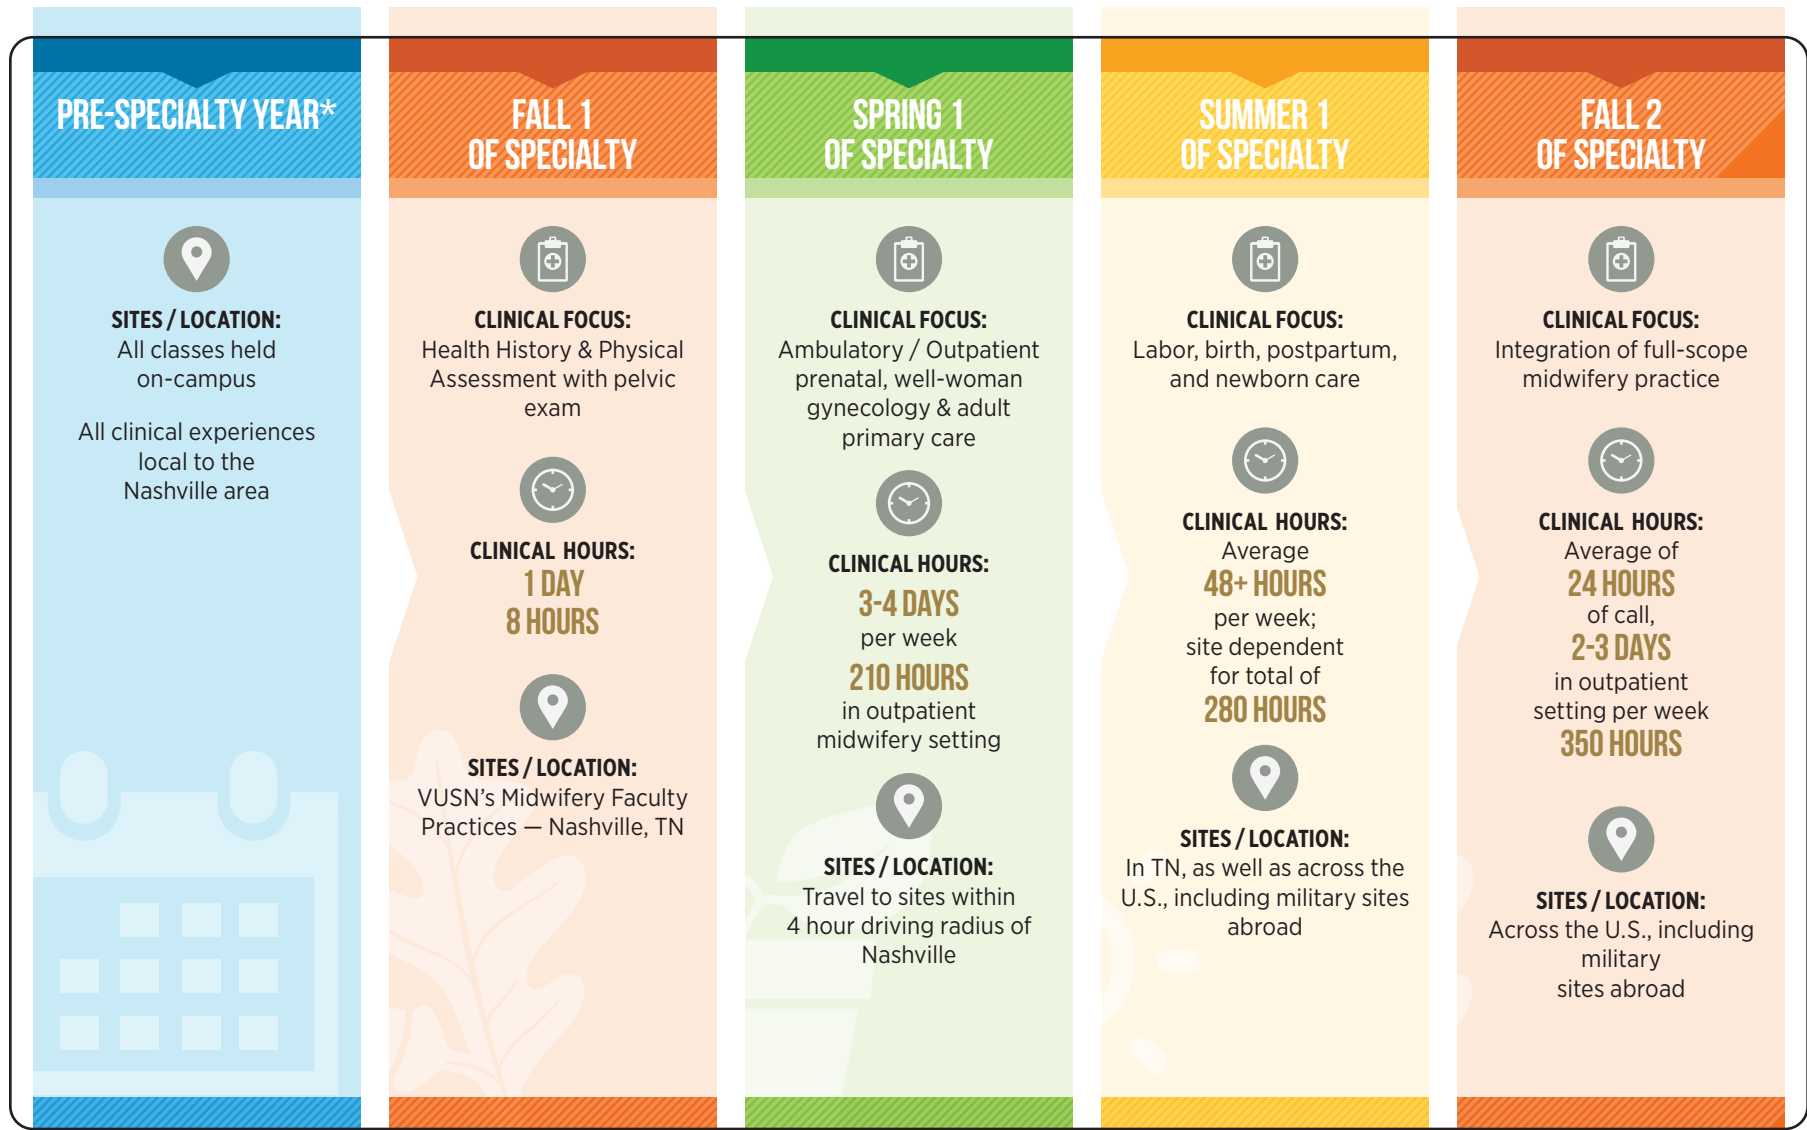 PRE-SPECIALTY YEAR*
SITES / LOCATION:
All classes held
on-campus
All clinical experiences
local to the
Nashville area
FALL 1
OF SPECIALTY
CLINICAL FOCUS:
Health History & Physical
Assessment with pelvic
exam
CLINICAL HOURS:
1 DAY
8 HOURS
SITES / LOCATION:
VUSN’s Midwifery Faculty
Practices — Nashville, TN
SPRING 1
OF SPECIALTY
CLINICAL FOCUS:
Ambulatory / Outpatient
prenatal, well-woman
gynecology & adult
primary care
CLINICAL HOURS:
3-4 DAYS
per week
210 HOURS
in outpatient
midwifery setting
SITES / LOCATION:
Travel to sites within
4 hour driving radius of
Nashville
SUMMER 1
OF SPECIALTY
CLINICAL FOCUS:
Labor, birth, postpartum,
and newborn care
CLINICAL HOURS:
Average
48+ HOURS
per week;
site dependent
for total of
280 HOURS
SITES / LOCATION:
In TN, as well as across the
U.S., including military sites
abroad
FALL 2
OF SPECIALTY
CLINICAL FOCUS:
Integration of full-scope
midwifery practice
CLINICAL HOURS:
Average of
24 HOURS
of call,
2-3 DAYS
in outpatient
setting per week
350 HOURS
SITES / LOCATION:
Across the U.S., including
military
sites abroad